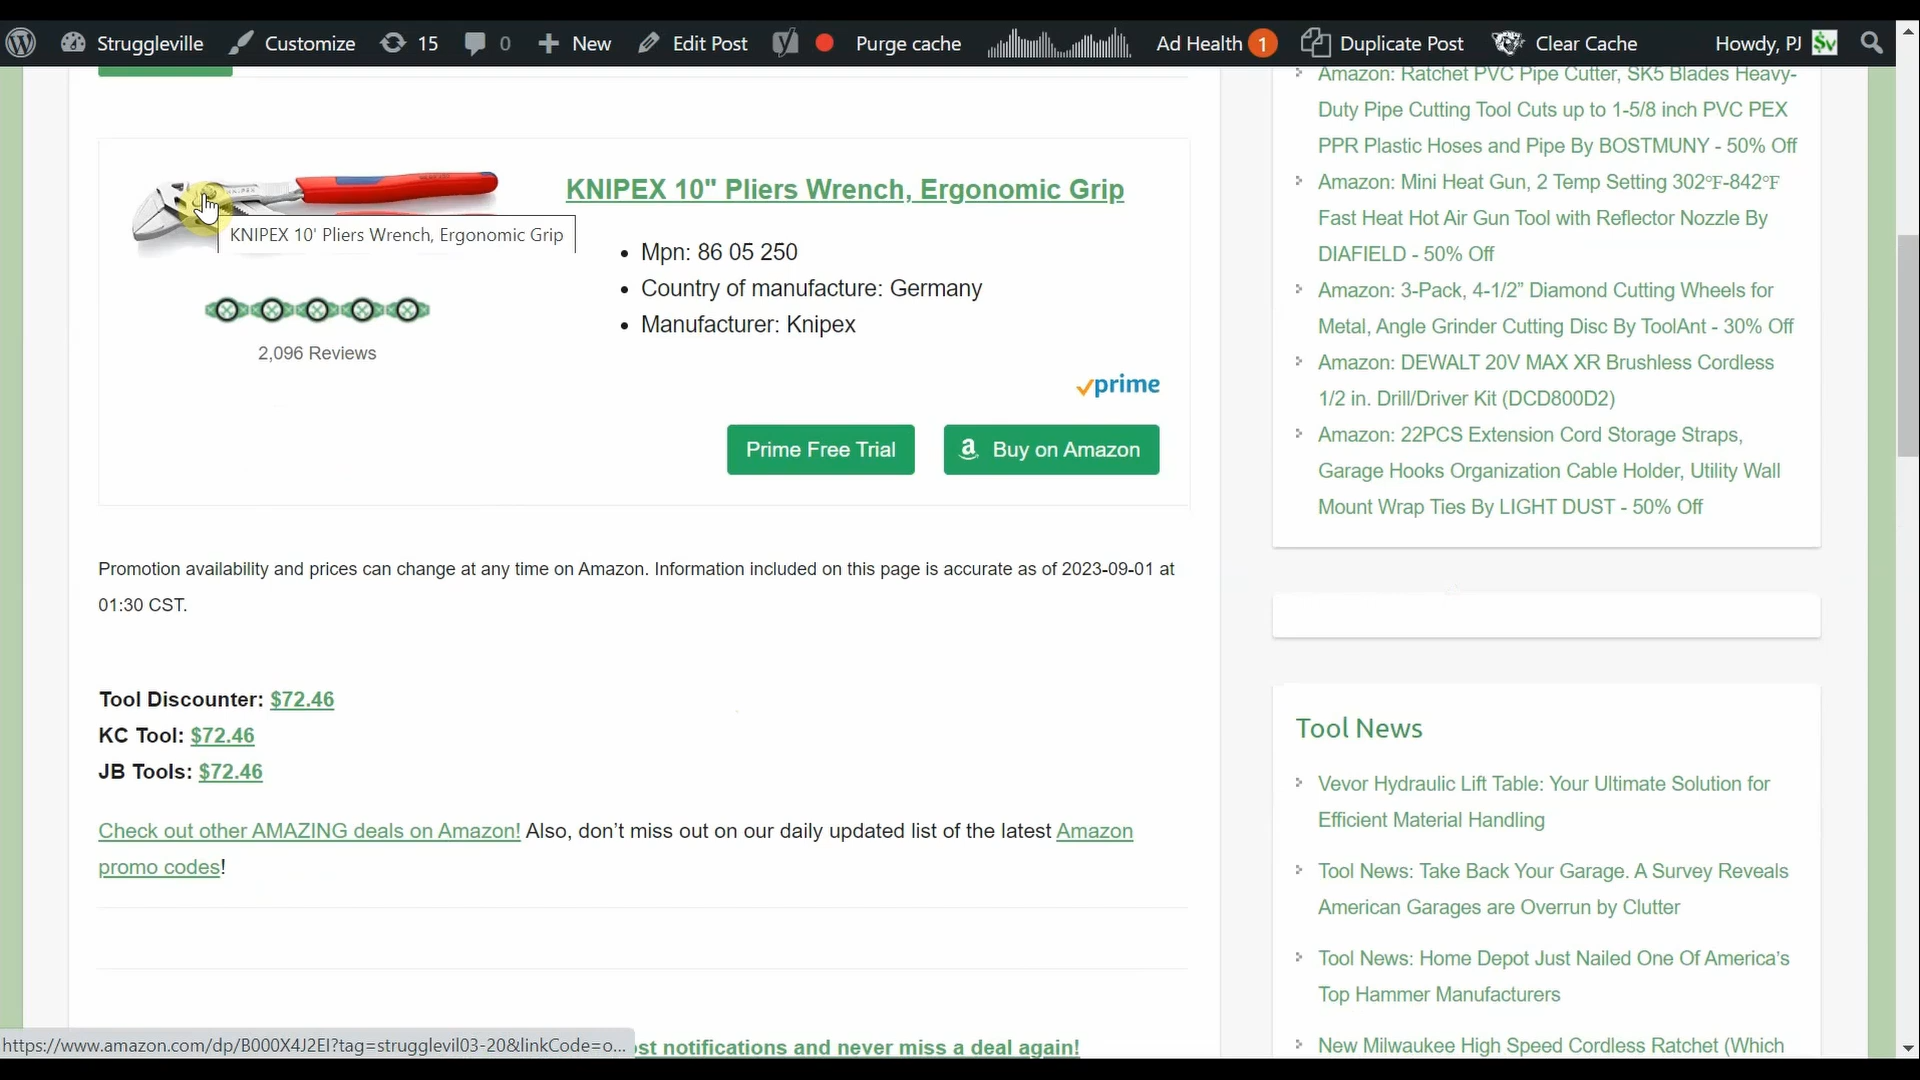 Struggleville Customize 15 0 New Edit Post Purge cache Ad Health 1 Duplicate Post Clear Cache Howdy, PJ $v
KNIPEX 10" Pliers Wrench, Ergonomic Grip
KNIPEX 10' Pliers Wrench, Ergonomic Grip
Mpn: 86 05 250
Country of manufacture: Germany
Manufacturer: Knipex
2,096 Reviews
prime
Prime Free Trial
a Buy on Amazon
Promotion availability and prices can change at any time on Amazon. Information included on this page is accurate as of 2023-09-01 at
01:30 CST.
Tool Discounter: $72.46
KC Tool: $72.46
JB Tools: $72.46
Check out other AMAZING deals on Amazon! Also, don’t miss out on our daily updated list of the latest Amazon
promo codes!
ost notifications and never miss a deal again!
https://www.amazon.com/dp/B000X4J2EI?tag=strugglevil03-20&linkCode=o...
Amazon: Ratchet PVC Pipe Cutter, SK5 Blades Heavy-
Duty Pipe Cutting Tool Cuts up to 1-5/8 inch PVC PEX
PPR Plastic Hoses and Pipe By BOSTMUNY - 50% Off
Amazon: Mini Heat Gun, 2 Temp Setting 302℉-842℉
Fast Heat Hot Air Gun Tool with Reflector Nozzle By
DIAFIELD - 50% Off
Amazon: 3-Pack, 4-1/2” Diamond Cutting Wheels for
Metal, Angle Grinder Cutting Disc By ToolAnt - 30% Off
Amazon: DEWALT 20V MAX XR Brushless Cordless
1/2 in. Drill/Driver Kit (DCD800D2)
Amazon: 22PCS Extension Cord Storage Straps,
Garage Hooks Organization Cable Holder, Utility Wall
Mount Wrap Ties By LIGHT DUST - 50% Off
Tool News
Vevor Hydraulic Lift Table: Your Ultimate Solution for
Efficient Material Handling
Tool News: Take Back Your Garage. A Survey Reveals
American Garages are Overrun by Clutter
Tool News: Home Depot Just Nailed One Of America’s
Top Hammer Manufacturers
New Milwaukee High Speed Cordless Ratchet (Which